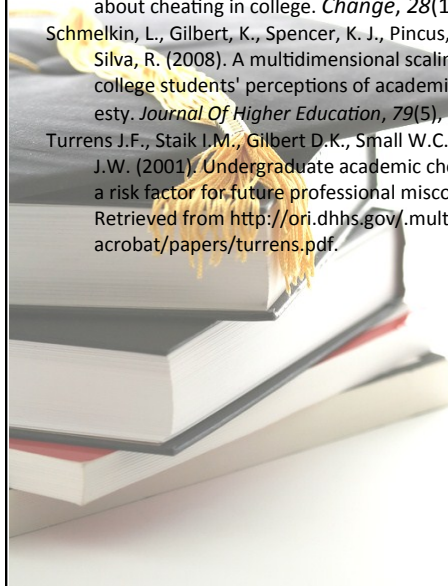 about cheating in college. Change, 28(1
Schmelkin, L., Gilbert, K., Spencer, K. J., Pincus,
Silva, R. (2008). A multidimensional scalin
college students' perceptions of academi
esty. Journal Of Higher Education, 79(5),
Turrens J.F., Staik I.M., Gilbert D.K., Small W.C.
J.W. (2001). Undergraduate academic che
a risk factor for future professional misco
Retrieved from http://ori.dhhs.gov/.mult
acrobat/papers/turrens.pdf.